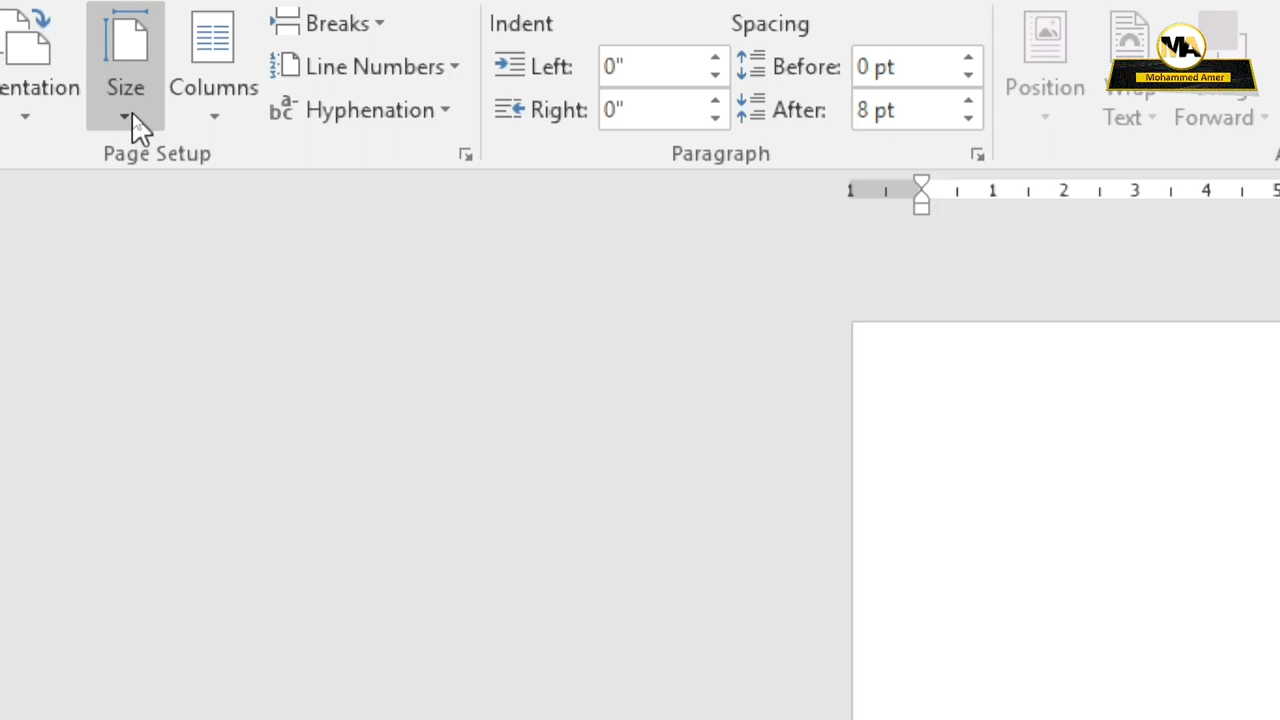 entation
Size
Columns
Breaks
Line Numbers
Hyphenation
Page Setup
Indent
Left: 0"
Right: 0"
Spacing
Before: 0 pt
After: 8 pt
Paragraph
Position
Text
Forward
MA
Mohammed Amer
1 1 2 3 4 5